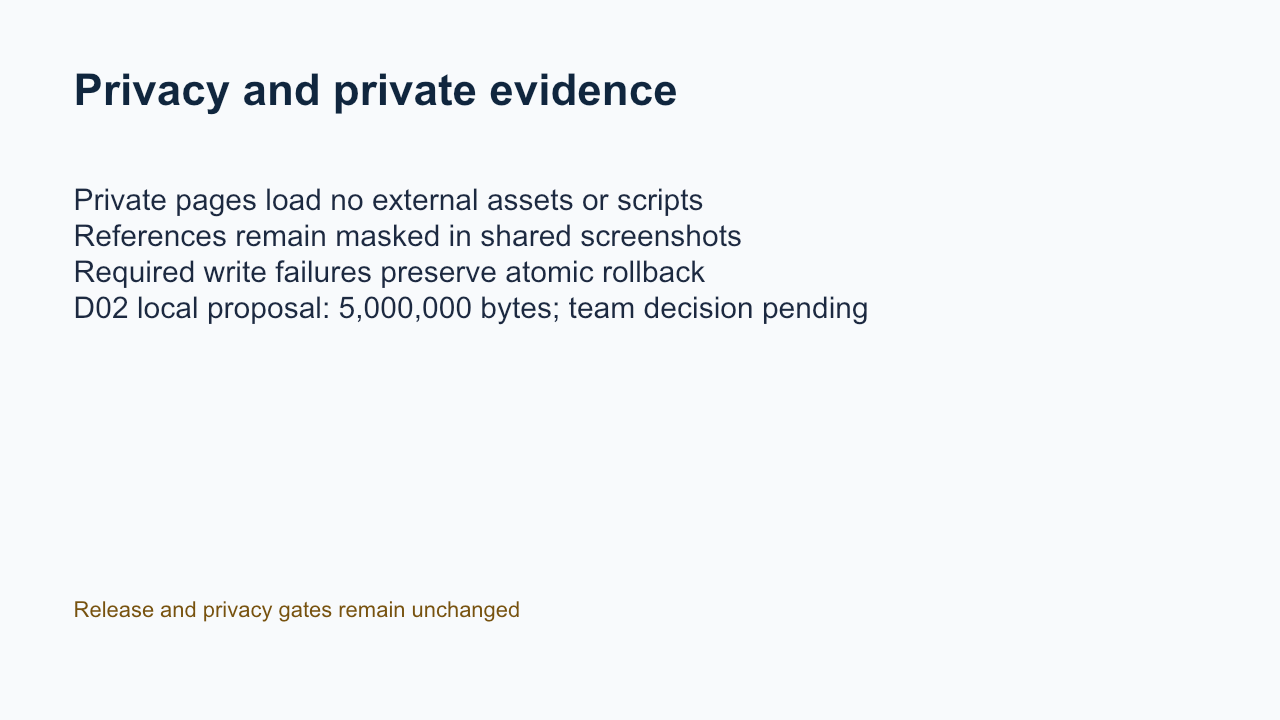 Privacy and private evidence
Private pages load no external assets or scripts
References remain masked in shared screenshots
Required write failures preserve atomic rollback
D02 local proposal: 5,000,000 bytes; team decision pending
Release and privacy gates remain unchanged